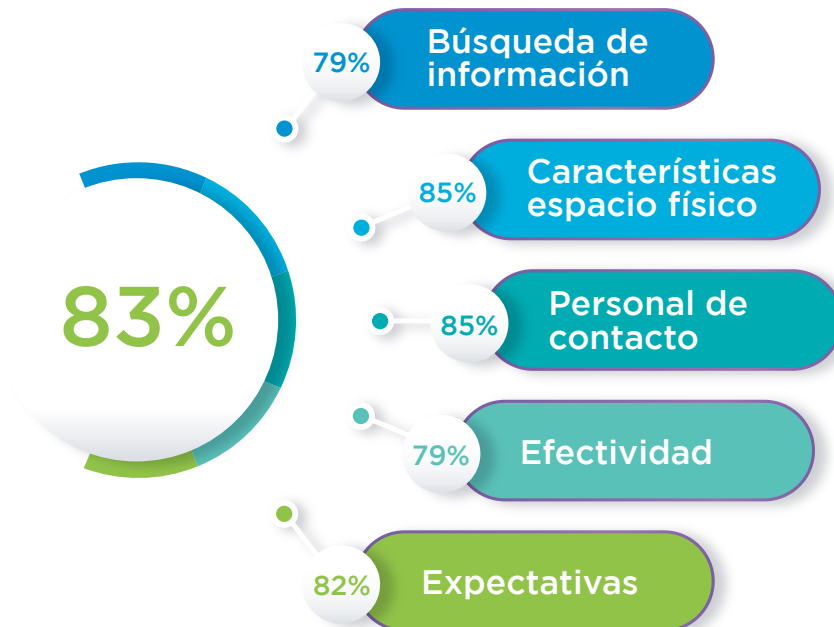 79%
Búsqueda de
información
85%
Características
espacio físico
83%
85%
Personal de
contacto
79%
Efectividad
82%
Expectativas